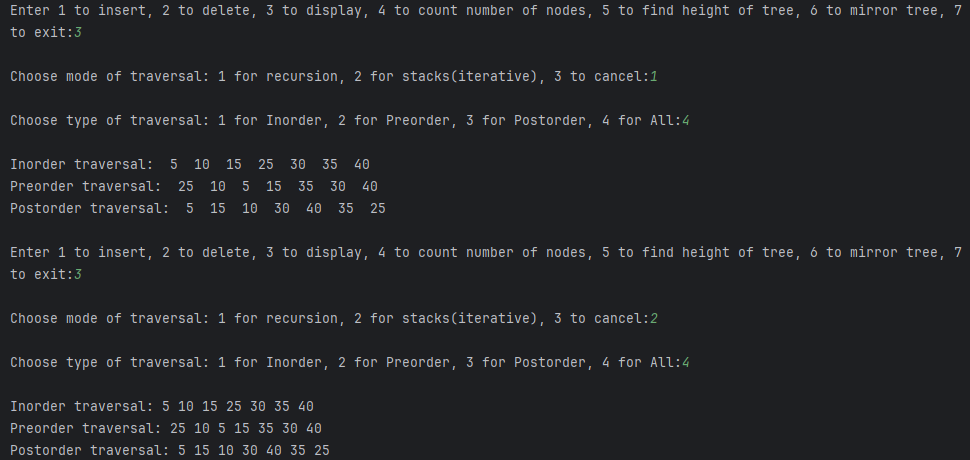 Enter 1 to insert, 2 to delete, 3 to display, 4 to count number of nodes, 5 to find height of tree, 6 to mirror tree, 7
to exit:3
Choose mode of traversal: 1 for recursion, 2 for stacks(iterative), 3 to cancel:1
Choose type of traversal: 1 for Inorder, 2 for Preorder, 3 for Postorder, 4 for All:4
Inorder traversal:  5  10  15  25  30  35  40
Preorder traversal:  25  10  5  15  35  30  40
Postorder traversal:  5  15  10  30  40  35  25
Enter 1 to insert, 2 to delete, 3 to display, 4 to count number of nodes, 5 to find height of tree, 6 to mirror tree, 7
to exit:3
Choose mode of traversal: 1 for recursion, 2 for stacks(iterative), 3 to cancel:2
Choose type of traversal: 1 for Inorder, 2 for Preorder, 3 for Postorder, 4 for All:4
Inorder traversal: 5 10 15 25 30 35 40
Preorder traversal: 25 10 5 15 35 30 40
Postorder traversal: 5 15 10 30 40 35 25